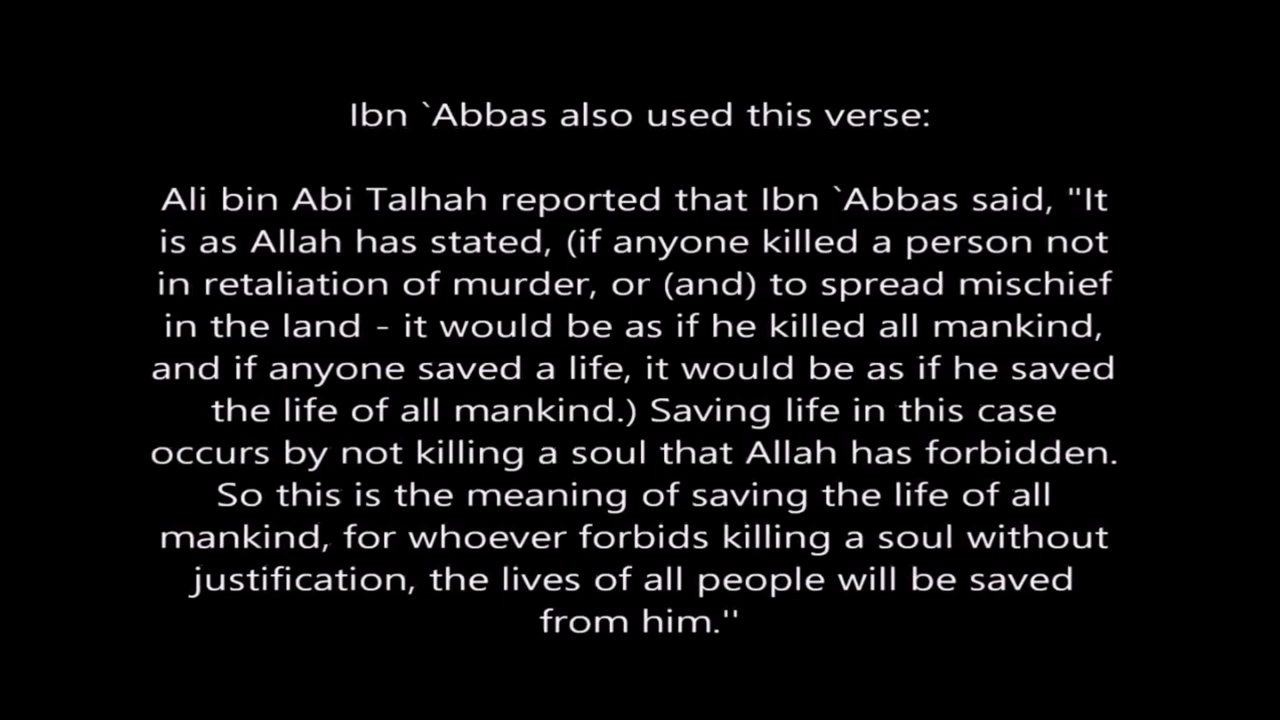 Ibn `Abbas also used this verse:
Ali bin Abi Talhah reported that Ibn `Abbas said, "It
is as Allah has stated, (if anyone killed a person not
in retaliation of murder, or (and) to spread mischief
in the land - it would be as if he killed all mankind,
and if anyone saved a life, it would be as if he saved
the life of all mankind.) Saving life in this case
occurs by not killing a soul that Allah has forbidden.
So this is the meaning of saving the life of all
mankind, for whoever forbids killing a soul without
justification, the lives of all people will be saved
from him.''